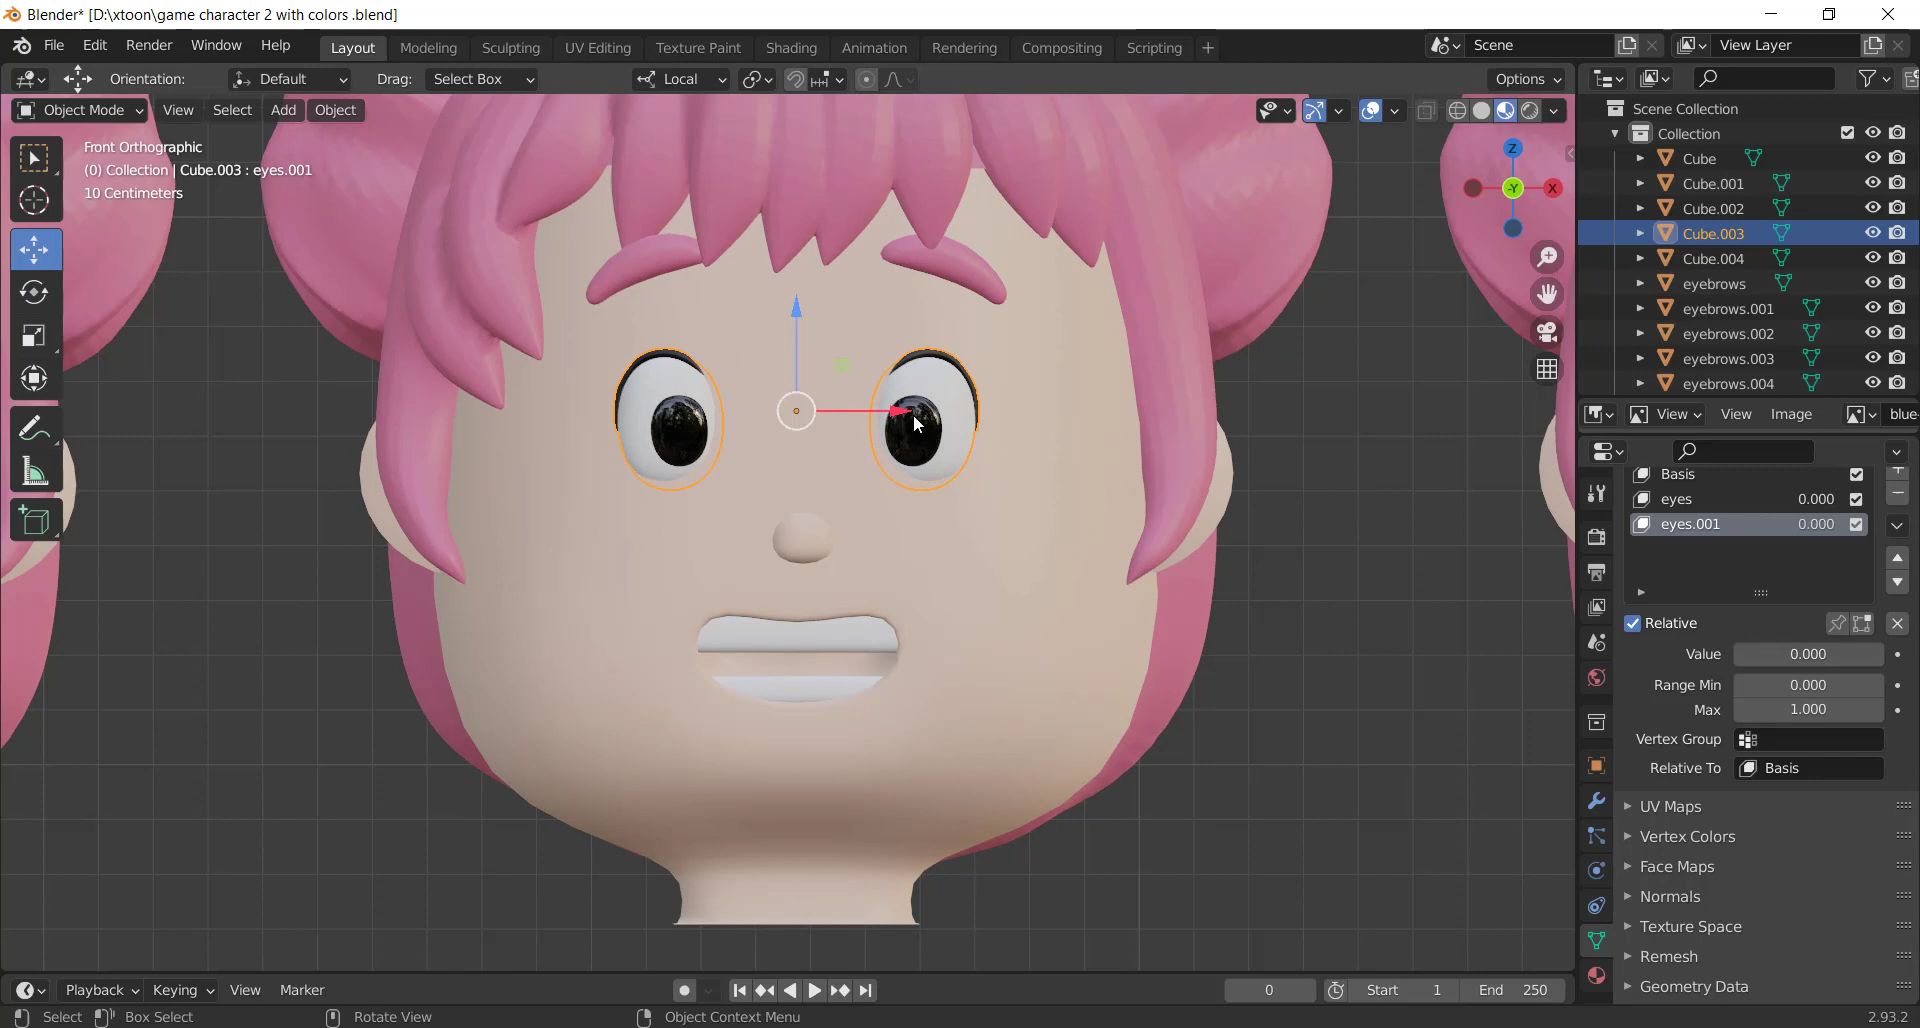 Blender* [D:\xtoon\game character 2 with colors .blend]
File Edit Render Window Help Layout Modeling Sculpting UV Editing Texture Paint Shading Animation Rendering Compositing Scripting + Scene View Layer
Orientation: Default Drag: Select Box Local Options
Object Mode View Select Add Object
Front Orthographic
(0) Collection | Cube.003 : eyes.001
10 Centimeters
Z
-Y X
Scene Collection
Collection
Cube
Cube.001
Cube.002
Cube.003
Cube.004
eyebrows
eyebrows.001
eyebrows.002
eyebrows.003
eyebrows.004
View View Image blue
Basis
eyes 0.000
eyes.001 0.000
Relative
Value 0.000
Range Min 0.000
Max 1.000
Vertex Group
Relative To Basis
UV Maps
Vertex Colors
Face Maps
Normals
Texture Space
Remesh
Geometry Data
Playback Keying View Marker 0 Start 1 End 250
Select Box Select Rotate View Object Context Menu 2.93.2